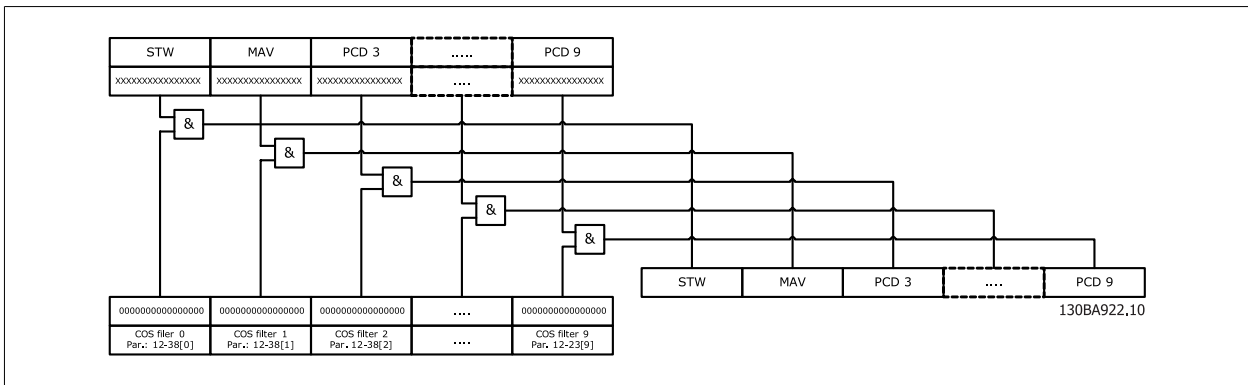 STW MAV PCD 3 ..... PCD 9
XXXXXXXXXXXXXXXX XXXXXXXXXXXXXXXX XXXXXXXXXXXXXXXX .... XXXXXXXXXXXXXXXX
&
&
&
&
&
STW MAV PCD 3 .... PCD 9
130BA922.10
0000000000000000 0000000000000000 0000000000000000 .... 0000000000000000
COS filer 0 COS filter 1 COS filter 2 .... COS filter 9
Par.: 12-38[0] Par.: 12-38[1] Par. 12-38[2] Par. 12-23[9]